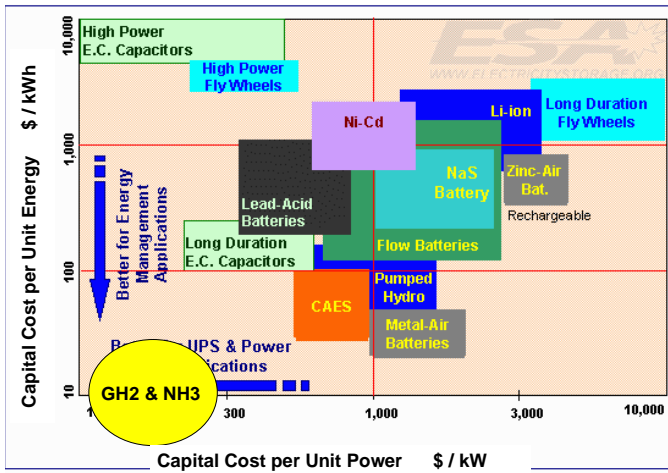 10,000
High Power
E.C. Capacitors
ESA
WWW.ELECTRICITYSTORAGE.ORG
High Power
Fly Wheels
Li-ion
Long Duration
Fly Wheels
Ni-Cd
1,000
NaS
Battery
Zinc-Air
Bat.
Rechargeable
Lead-Acid
Batteries
Flow Batteries
Long Duration
E.C. Capacitors
Better for Energy
Management
Applications
Capital Cost per Unit Energy $ / kWh
100
Pumped
Hydro
CAES
Metal-Air
Batteries
UPS & Power
GH2 & NH3
10
300
1,000
3,000
10,000
Capital Cost per Unit Power $ / kW